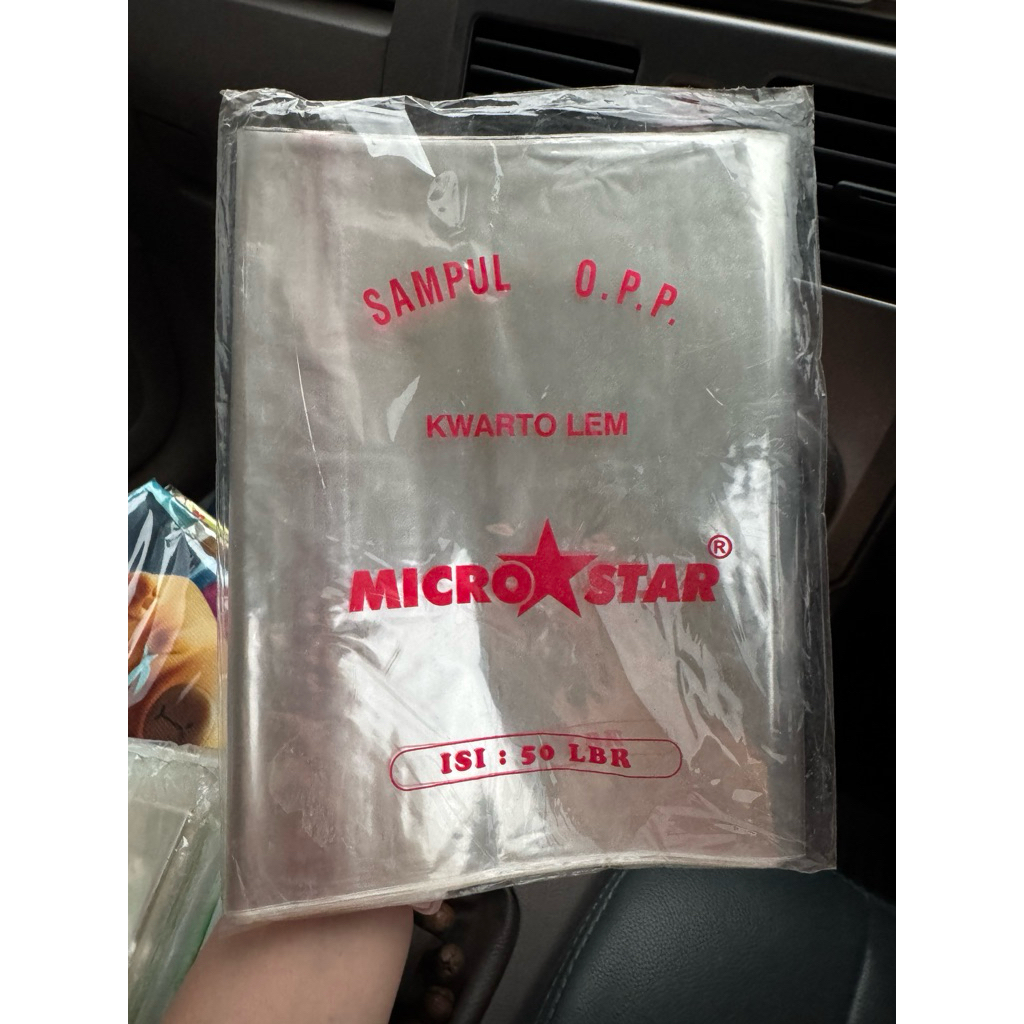 SAMPUL O.P.P.
KWARTO LEM
MICRO STAR ®
ISI : 50 LBR